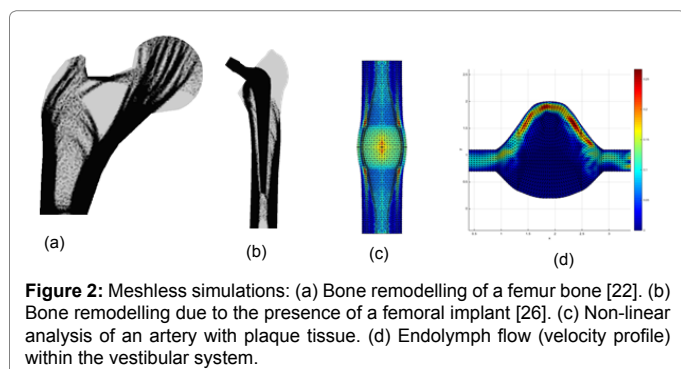 (a)
(b)
(c)
(d)
Figure 2: Meshless simulations: (a) Bone remodelling of a femur bone [22]. (b)
Bone remodelling due to the presence of a femoral implant [26]. (c) Non-linear
analysis of an artery with plaque tissue. (d) Endolymph flow (velocity profile)
within the vestibular system.